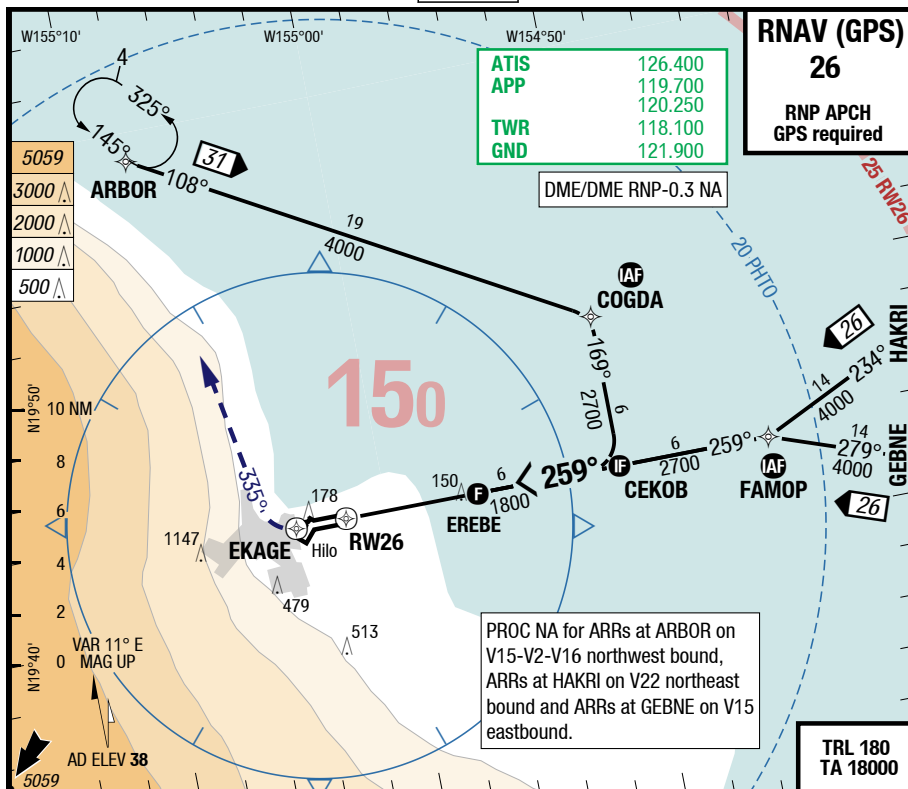 W155°10'
W155°00'
W154°50'
RNAV (GPS)
26
RNP APCH
GPS required
ATIS 126.400
APP 119.700
120.250
TWR 118.100
GND 121.900
DME/DME RNP-0.3 NA
4
325°
145°
31
ARBOR
108°
19
4000
5059
3000
2000
1000
500
25 RW26
20 PHTO
IAF
COGDA
169°
6
2700
150
26
HAKRI
234°
14
4000
GEBNE
14
279°
4000
26
N19°50'
10 NM
8
6
4
2
0
N19°40'
335°
259°
6
2700
259°
IF
CEKOB
IAF
FAMOP
150
F
6
1800
EREBE
178
RW26
EKAGE
Hilo
1147
479
513
VAR 11° E
MAG UP
AD ELEV 38
5059
PROC NA for ARRs at ARBOR on
V15-V2-V16 northwest bound,
ARRs at HAKRI on V22 northeast
bound and ARRs at GEBNE on V15
eastbound.
TRL 180
TA 18000